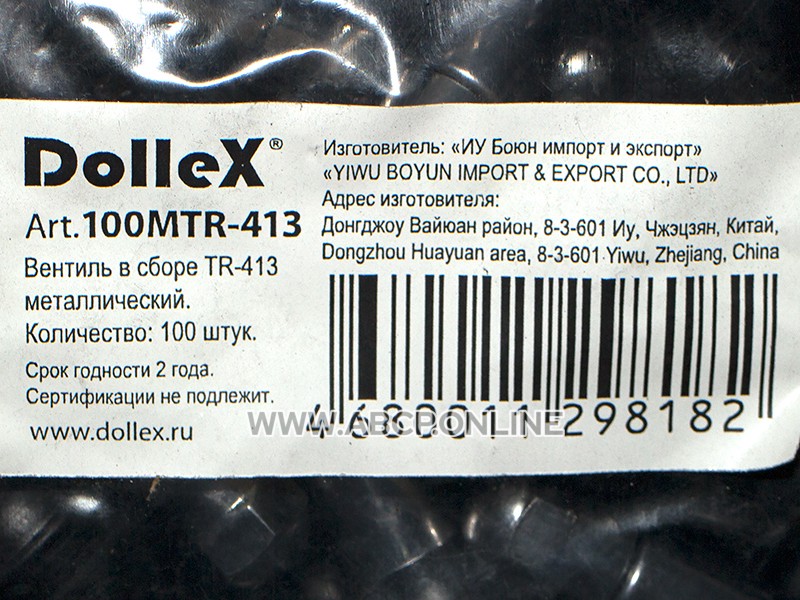 DolleX®
Art.100MTR-413
Вентиль в сборе TR-413
металлический.
Количество: 100 штук.
Срок годности 2 года.
Сертификации не подлежит.
www.dollex.ru
Изготовитель: «ИУ Боюн импорт и экспорт»
«YIWU BOYUN IMPORT & EXPORT CO., LTD»
Адрес изготовителя:
Донгджоу Вайюан район, 8-3-601 Иу, Чжэцзян, Китай,
Dongzhou Huayuan area, 8-3-601 Yiwu, Zhejiang, China
4 680011 298182
WWW.ABCP.ONLINE